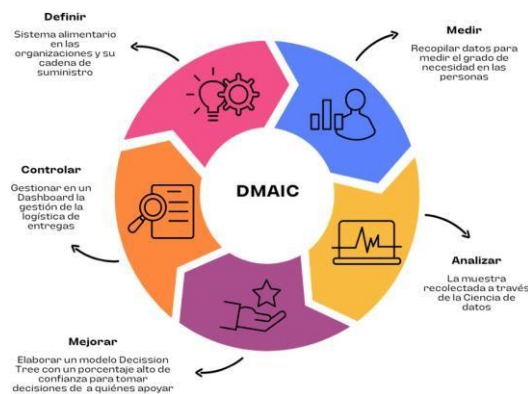 Definir
Sistema alimentario
en las
organizaciones y su
cadena de
suministro
Medir
Recopilar datos para
medir el grado de
necesidad en las
personas
DMAIC
Controlar
Gestionar en un
Dashboard la
gestión de la
logística de
entregas
Analizar
La muestra
recolectada a través
de la Ciencia de
datos
Mejorar
Elaborar un modelo Decission
Tree con un porcentaje alto de
confianza para tomar
decisiones de a quiénes apoyar